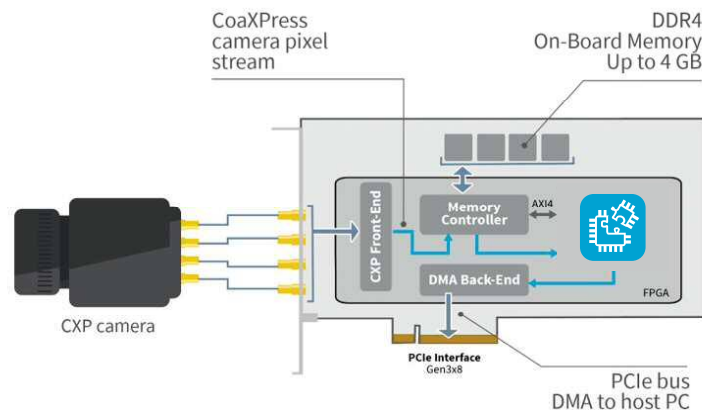 CoaXPress
camera pixel
stream
DDR4
On-Board Memory
Up to 4 GB
CXP Front-End
Memory
Controller
AXI4
DMA Back-End
FPGA
CXP camera
PCIe Interface
Gen3x8
PCIe bus
DMA to host PC